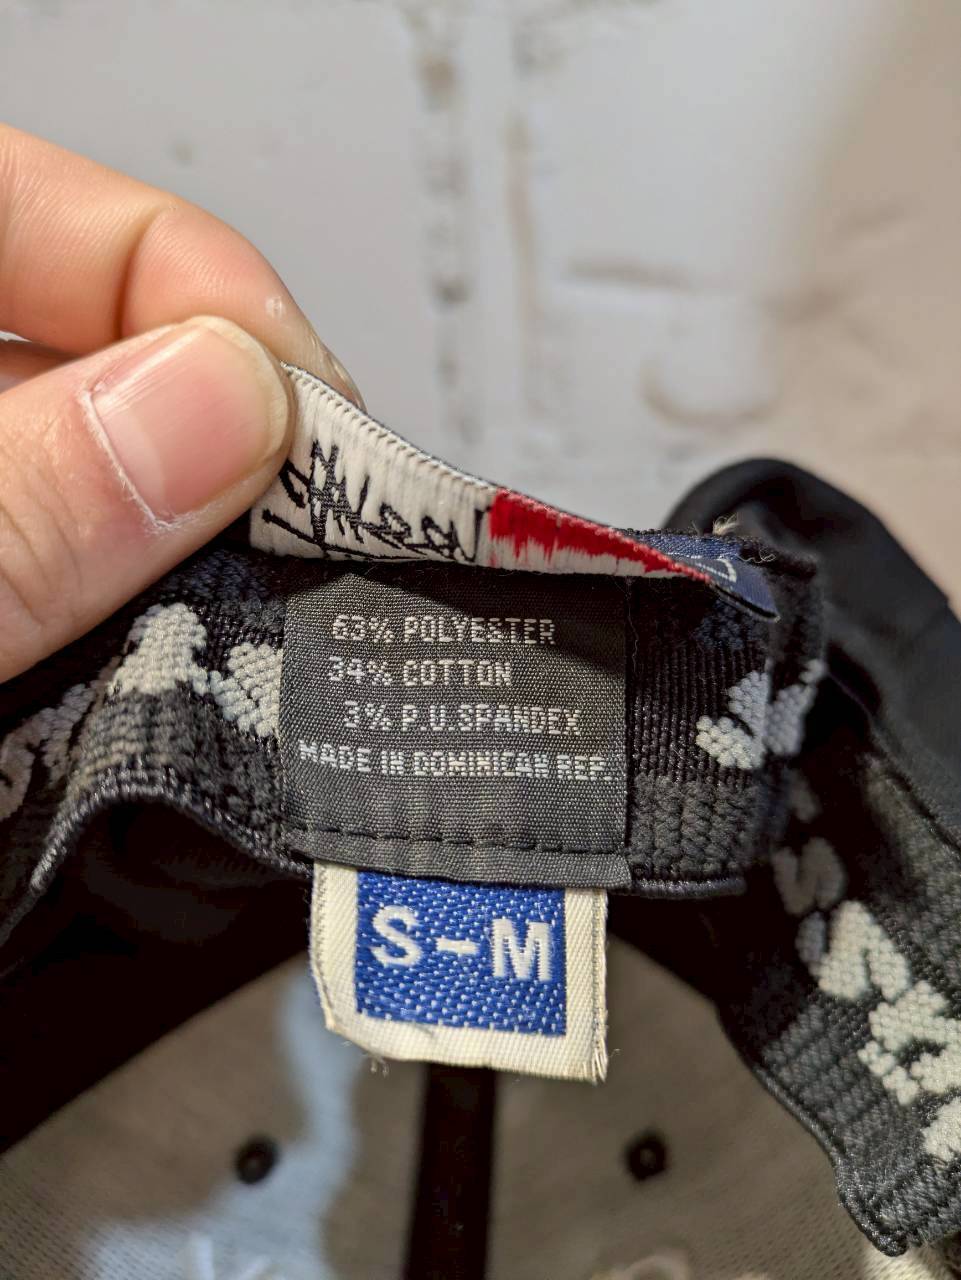 63% POLYESTER
34% COTTON
3% P.U.SPANDEX
MADE IN DOMINICAN REP.
S-M